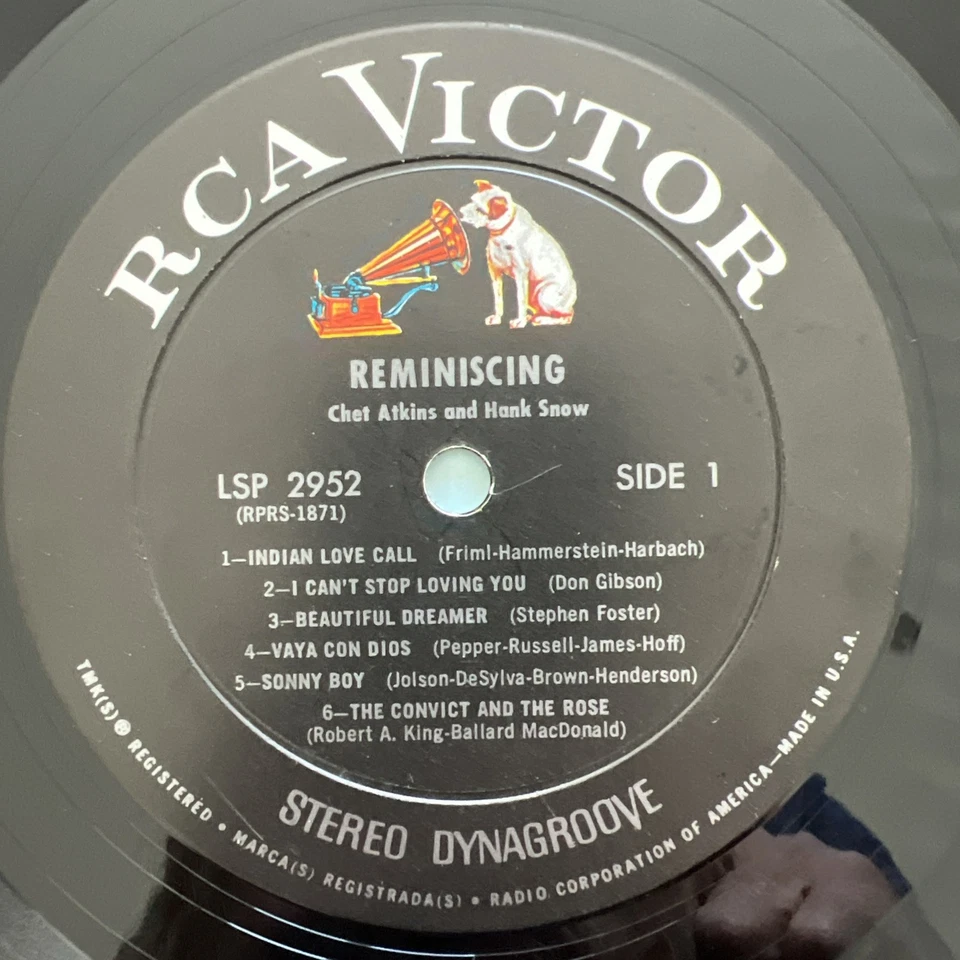 RCA VICTOR
REMINISCING
Chet Atkins and Hank Snow
LSP 2952
(RPRS-1871)
SIDE 1
1—INDIAN LOVE CALL (Friml-Hammerstein-Harbach)
2—I CAN'T STOP LOVING YOU (Don Gibson)
3—BEAUTIFUL DREAMER (Stephen Foster)
4—VAYA CON DIOS (Pepper-Russell-James-Hoff)
5—SONNY BOY (Jolson-DeSylva-Brown-Henderson)
6—THE CONVICT AND THE ROSE
(Robert A. King-Ballard MacDonald)
STEREO DYNAGROOVE
TMK(S)® REGISTERED • MARCA(S) REGISTRADA(S) • RADIO CORPORATION OF AMERICA—MADE IN U.S.A.